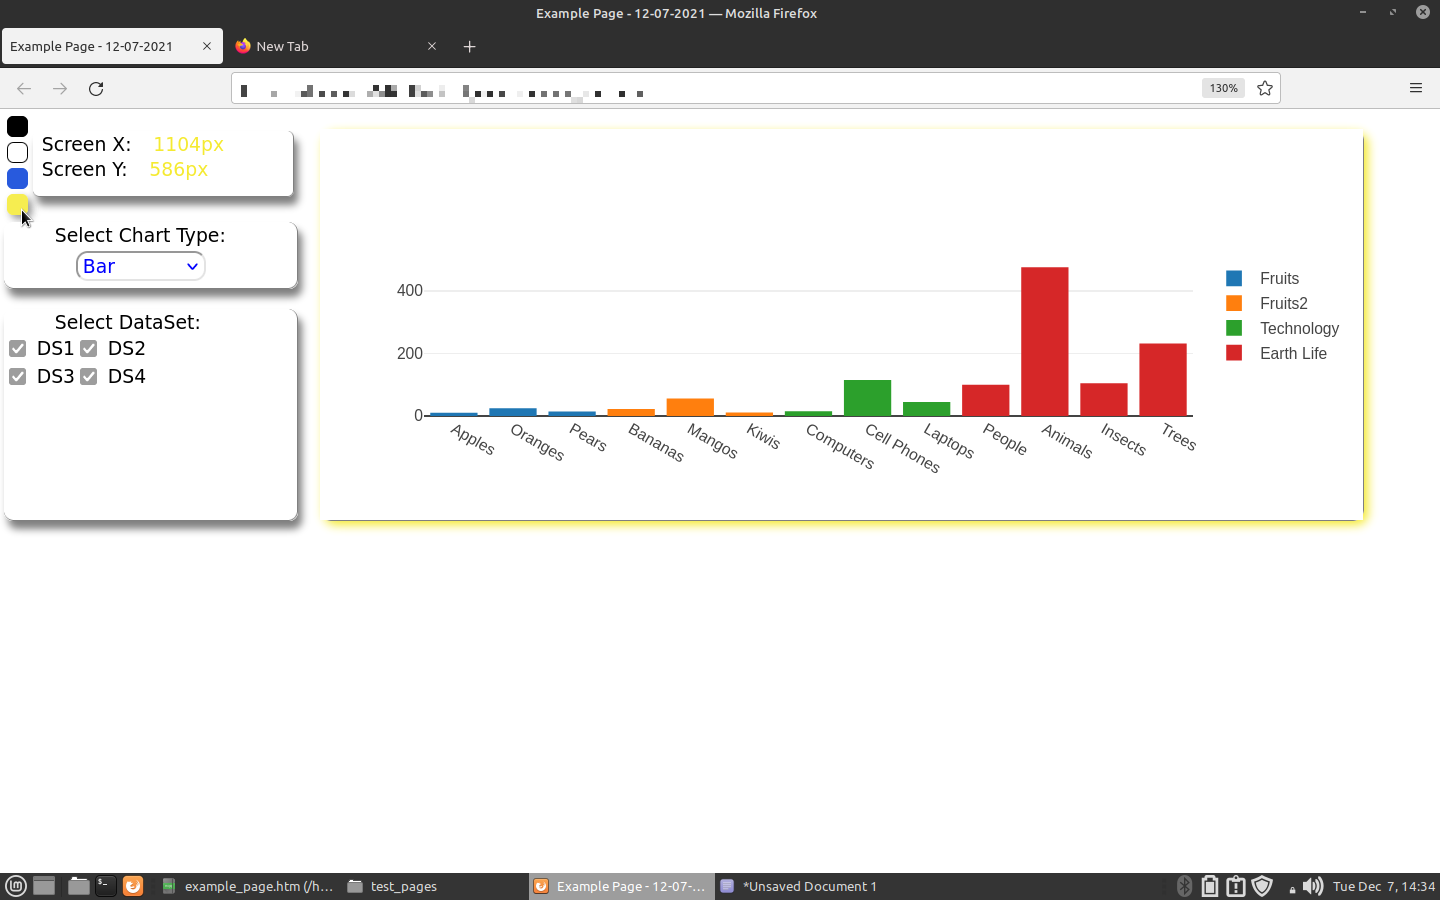 Example Page - 12-07-2021 — Mozilla Firefox
Example Page - 12-07-2021
New Tab
130%
Screen X: 1104px
Screen Y: 586px
Select Chart Type:
Bar
Select DataSet:
DS1 DS2
DS3 DS4
400
200
0
Apples
Oranges
Pears
Bananas
Mangos
Kiwis
Computers
Cell Phones
Laptops
People
Animals
Insects
Trees
Fruits
Fruits2
Technology
Earth Life
example_page.htm (/h...
test_pages
Example Page - 12-07-...
*Unsaved Document 1
Tue Dec 7, 14:34